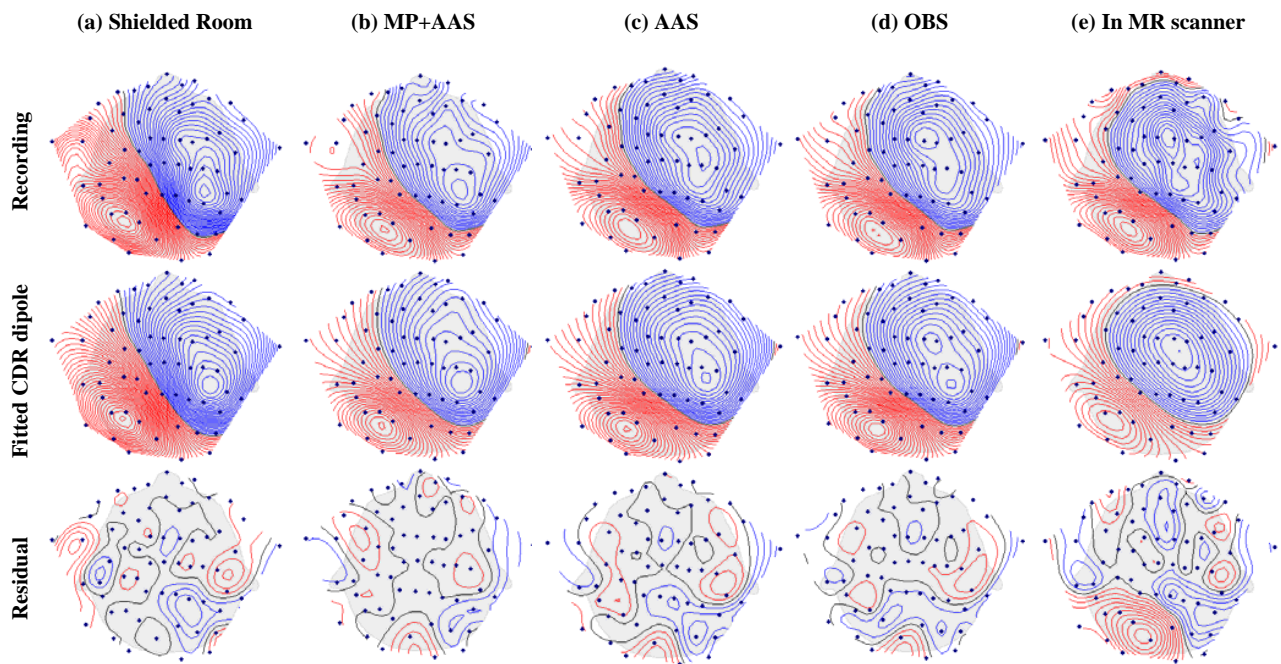 (a) Shielded Room (b) MP+AAS (c) AAS (d) OBS (e) In MR scanner
Recording
Fitted CDR dipole
Residual